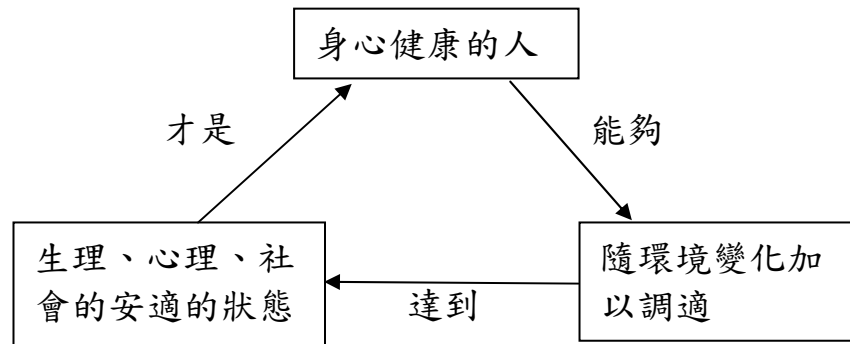 身心健康的人
才是
能夠
生理、心理、社
會的安適的狀態
達到
隨環境變化加
以調適